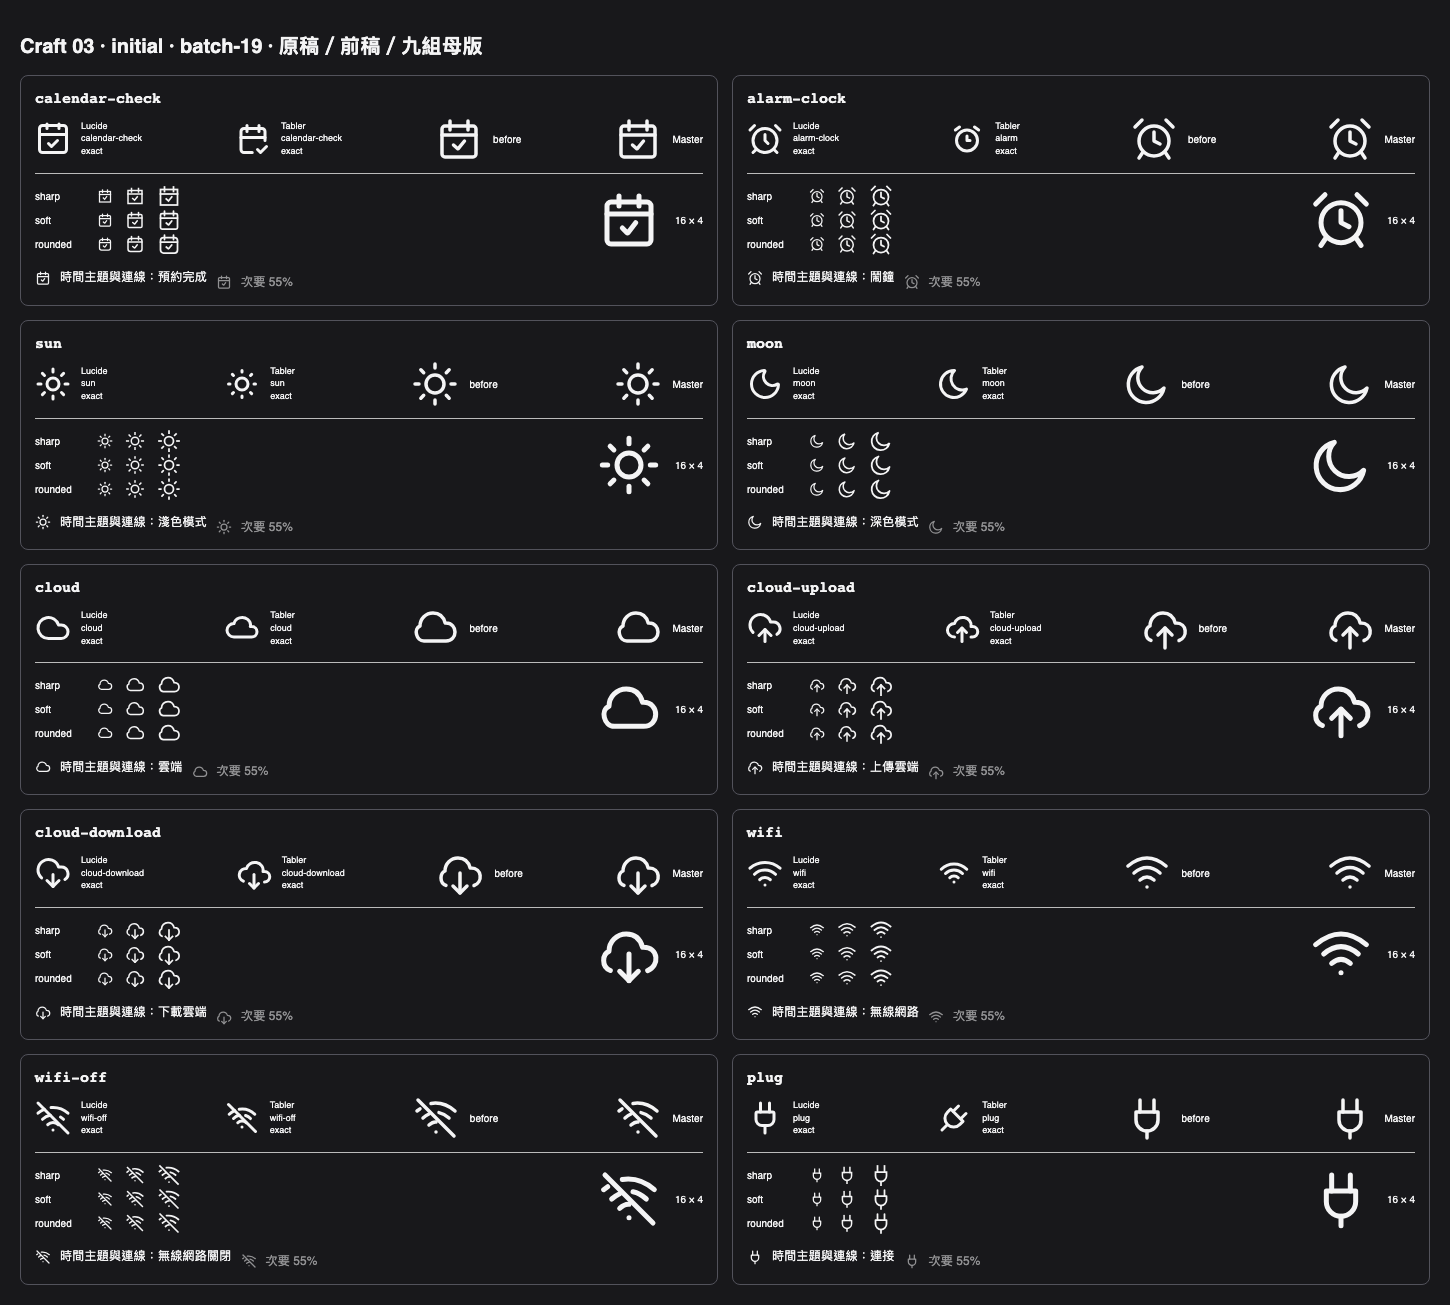 Craft 03 · initial · batch-19 · 原稿 / 前稿 / 九組母版
calendar-check
Lucide
calendar-check
exact
Tabler
calendar-check
exact
before
Master
sharp
soft
rounded
16 × 4
時間主題與連線：預約完成
次要 55%
alarm-clock
Lucide
alarm-clock
exact
Tabler
alarm
exact
before
Master
sharp
soft
rounded
16 × 4
時間主題與連線：鬧鐘
次要 55%
sun
Lucide
sun
exact
Tabler
sun
exact
before
Master
sharp
soft
rounded
16 × 4
時間主題與連線：淺色模式
次要 55%
moon
Lucide
moon
exact
Tabler
moon
exact
before
Master
sharp
soft
rounded
16 × 4
時間主題與連線：深色模式
次要 55%
cloud
Lucide
cloud
exact
Tabler
cloud
exact
before
Master
sharp
soft
rounded
16 × 4
時間主題與連線：雲端
次要 55%
cloud-upload
Lucide
cloud-upload
exact
Tabler
cloud-upload
exact
before
Master
sharp
soft
rounded
16 × 4
時間主題與連線：上傳雲端
次要 55%
cloud-download
Lucide
cloud-download
exact
Tabler
cloud-download
exact
before
Master
sharp
soft
rounded
16 × 4
時間主題與連線：下載雲端
次要 55%
wifi
Lucide
wifi
exact
Tabler
wifi
exact
before
Master
sharp
soft
rounded
16 × 4
時間主題與連線：無線網路
次要 55%
wifi-off
Lucide
wifi-off
exact
Tabler
wifi-off
exact
before
Master
sharp
soft
rounded
16 × 4
時間主題與連線：無線網路關閉
次要 55%
plug
Lucide
plug
exact
Tabler
plug
exact
before
Master
sharp
soft
rounded
16 × 4
時間主題與連線：連接
次要 55%